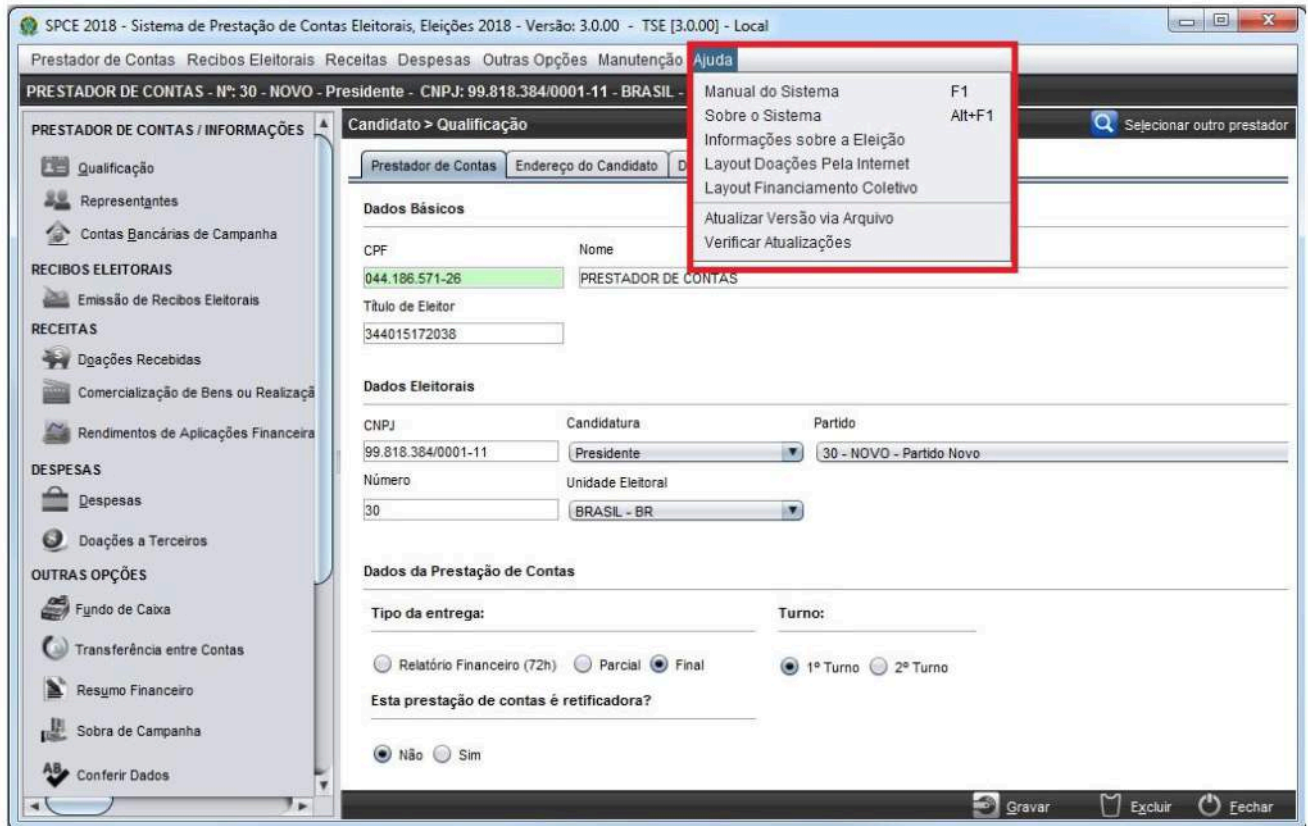 SPCE 2018 - Sistema de Prestação de Contas Eleitorais, Eleições 2018 - Versão: 3.0.00 - TSE [3.0.00] - Local
Prestador de Contas Recibos Eleitorais Receitas Despesas Outras Opções Manutenção Ajuda
PRESTADOR DE CONTAS - Nº: 30 - NOVO - Presidente - CNPJ: 99.818.384/0001-11 - BRASIL -
Manual do Sistema F1
Sobre o Sistema Alt+F1
Informações sobre a Eleição
Layout Doações Pela Internet
Layout Financiamento Coletivo
Atualizar Versão via Arquivo
Verificar Atualizações
PRESTADOR DE CONTAS / INFORMAÇÕES
Qualificação
Representantes
Contas Bancárias de Campanha
RECIBOS ELEITORAIS
Emissão de Recibos Eleitorais
RECEITAS
Doações Recebidas
Comercialização de Bens ou Realizaçã
Rendimentos de Aplicações Financeira
DESPESAS
Despesas
Doações a Terceiros
OUTRAS OPÇÕES
Fundo de Caixa
Transferência entre Contas
Resumo Financeiro
Sobra de Campanha
Conferir Dados
Candidato > Qualificação
Selecionar outro prestador
Prestador de Contas Endereço do Candidato D
Dados Básicos
CPF Nome
044.186.571-26 PRESTADOR DE CONTAS
Título de Eleitor
344015172038
Dados Eleitorais
CNPJ Candidatura Partido
99.818.384/0001-11 Presidente 30 - NOVO - Partido Novo
Número Unidade Eleitoral
30 BRASIL - BR
Dados da Prestação de Contas
Tipo da entrega: Turno:
Relatório Financeiro (72h) Parcial Final 1º Turno 2º Turno
Esta prestação de contas é retificadora?
Não Sim
Gravar Excluir Fechar